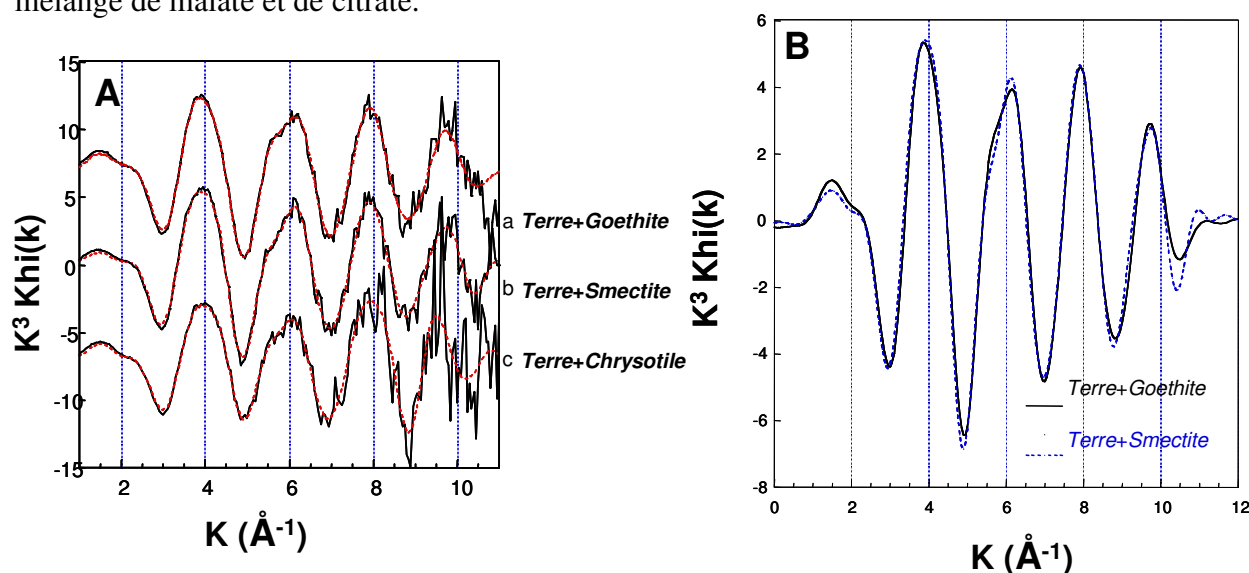 mélange de malate et de citrate.
A
15
10
5
0
-5
-10
-15
2
4
6
8
10
K³ Khi(k)
K (Å⁻¹)
a Terre+Goethite
b Terre+Smectite
c Terre+Chrysotile
B
6
4
2
0
-2
-4
-6
-8
0
2
4
6
8
10
12
K³ Khi(k)
K (Å⁻¹)
Terre+Goethite
Terre+Smectite